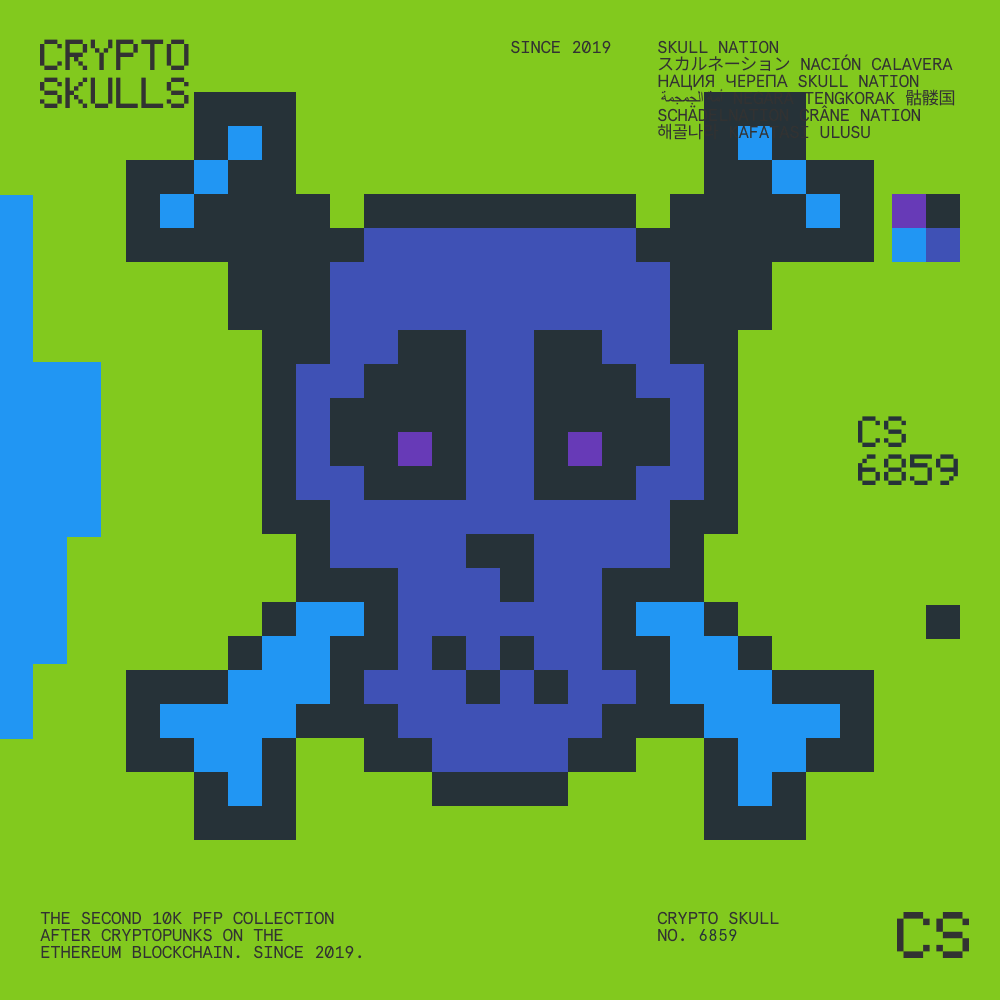 CRYPTO
SKULLS
SINCE 2019
SKULL NATION
スカルネーション NACIÓN CALAVERA
НАЦИЯ ЧЕРЕПА SKULL NATION
الجمجمة TENGKORAK 骷髅国
CRÂNE NATION
해골 ULUSU
CS
6859
THE SECOND 10K PFP COLLECTION
AFTER CRYPTOPUNKS ON THE
ETHEREUM BLOCKCHAIN. SINCE 2019.
CRYPTO SKULL
NO. 6859
CS